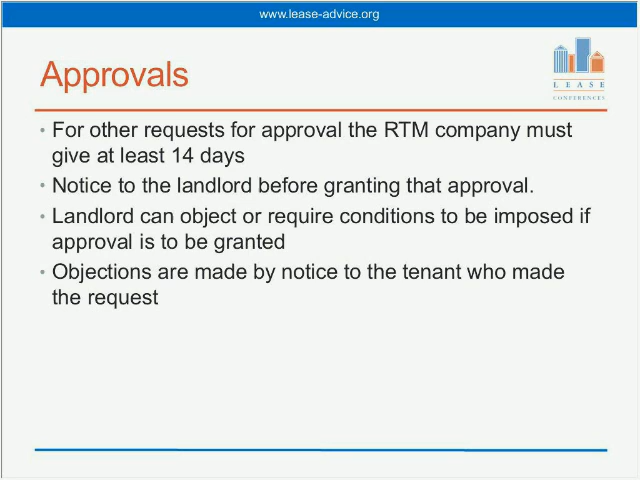 www.lease-advice.org
Approvals
LEASE
CONFERENCES
• For other requests for approval the RTM company must
give at least 14 days
• Notice to the landlord before granting that approval.
• Landlord can object or require conditions to be imposed if
approval is to be granted
• Objections are made by notice to the tenant who made
the request